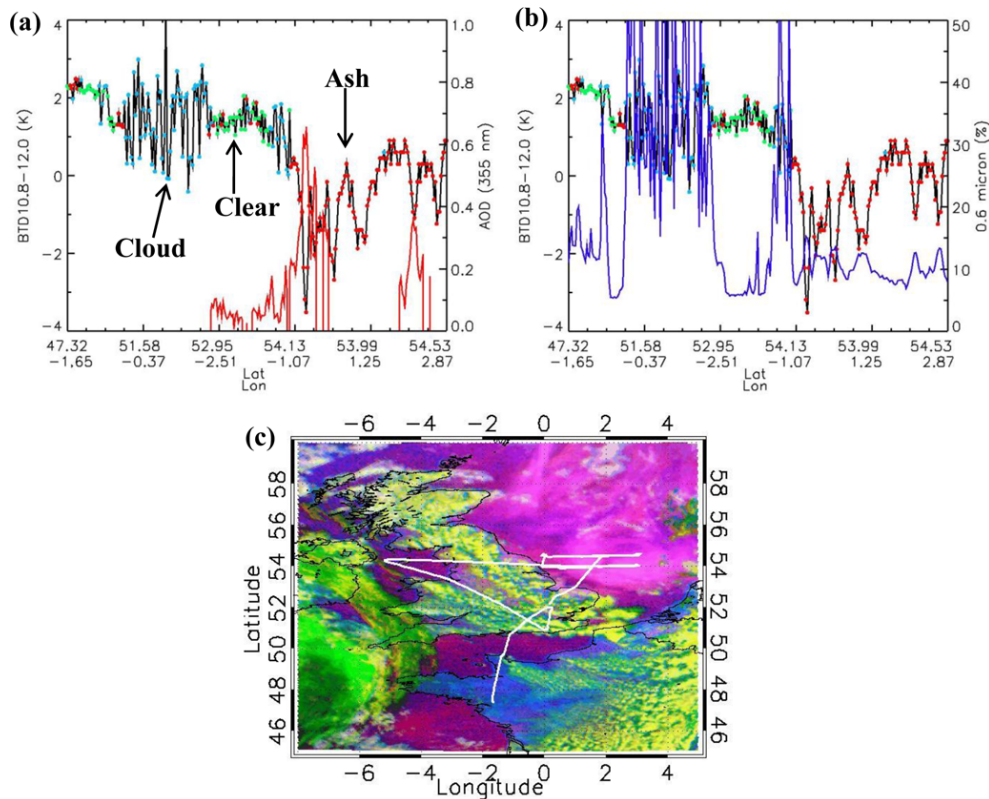 (a)
BTD10.8-12.0 (K)
4
2
0
-2
-4
Cloud
Clear
Ash
1.0
0.8
0.6
0.4
0.2
0.0
AOD (355 nm)
47.32 51.58 52.95 54.13 53.99 54.53
-1.65 -0.37 -2.51 -1.07 1.25 2.87
Lat
Lon
(b)
BTD10.8-12.0 (K)
4
2
0
-2
-4
50
40
30
20
10
0
0.6 micron (%)
47.32 51.58 52.95 54.13 53.99 54.53
-1.65 -0.37 -2.51 -1.07 1.25 2.87
Lat
Lon
(c)
-6 -4 -2 0 2 4
Latitude
58
56
54
52
50
48
46
58
56
54
52
50
48
46
-6 -4 -2 0 2 4
Longitude